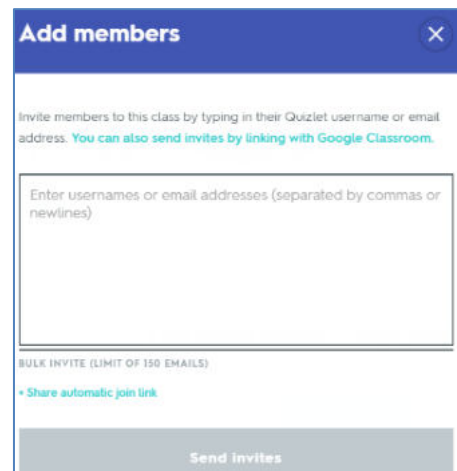 Add members
Invite members to this class by typing in their Quizlet username or email
address. You can also send invites by linking with Google Classroom.
Enter usernames or email addresses (separated by commas or
newlines)
BULK INVITE (LIMIT OF 150 EMAILS)
+ Share automatic join link
Send invites